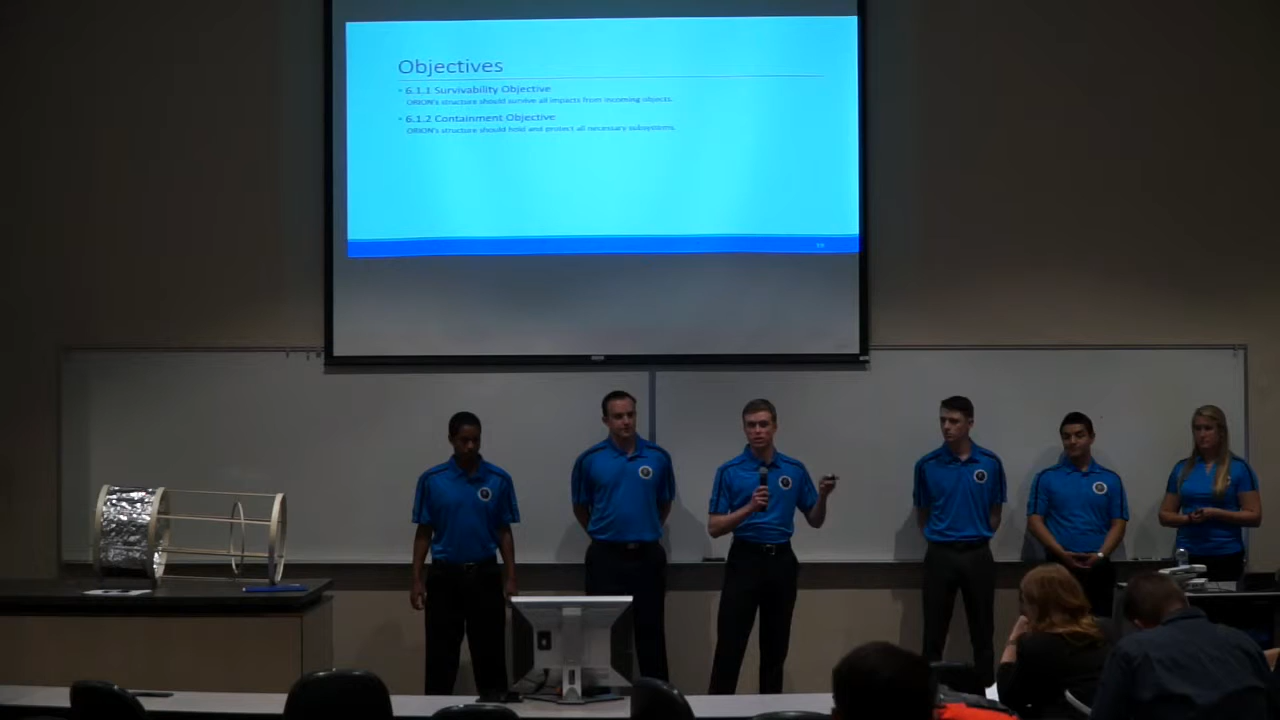 Objectives
6.1.1 Survivability Objective
ORION's structure should survive all impacts from incoming objects.
6.1.2 Containment Objective
ORION's structure should hold and protect all necessary subsystems.